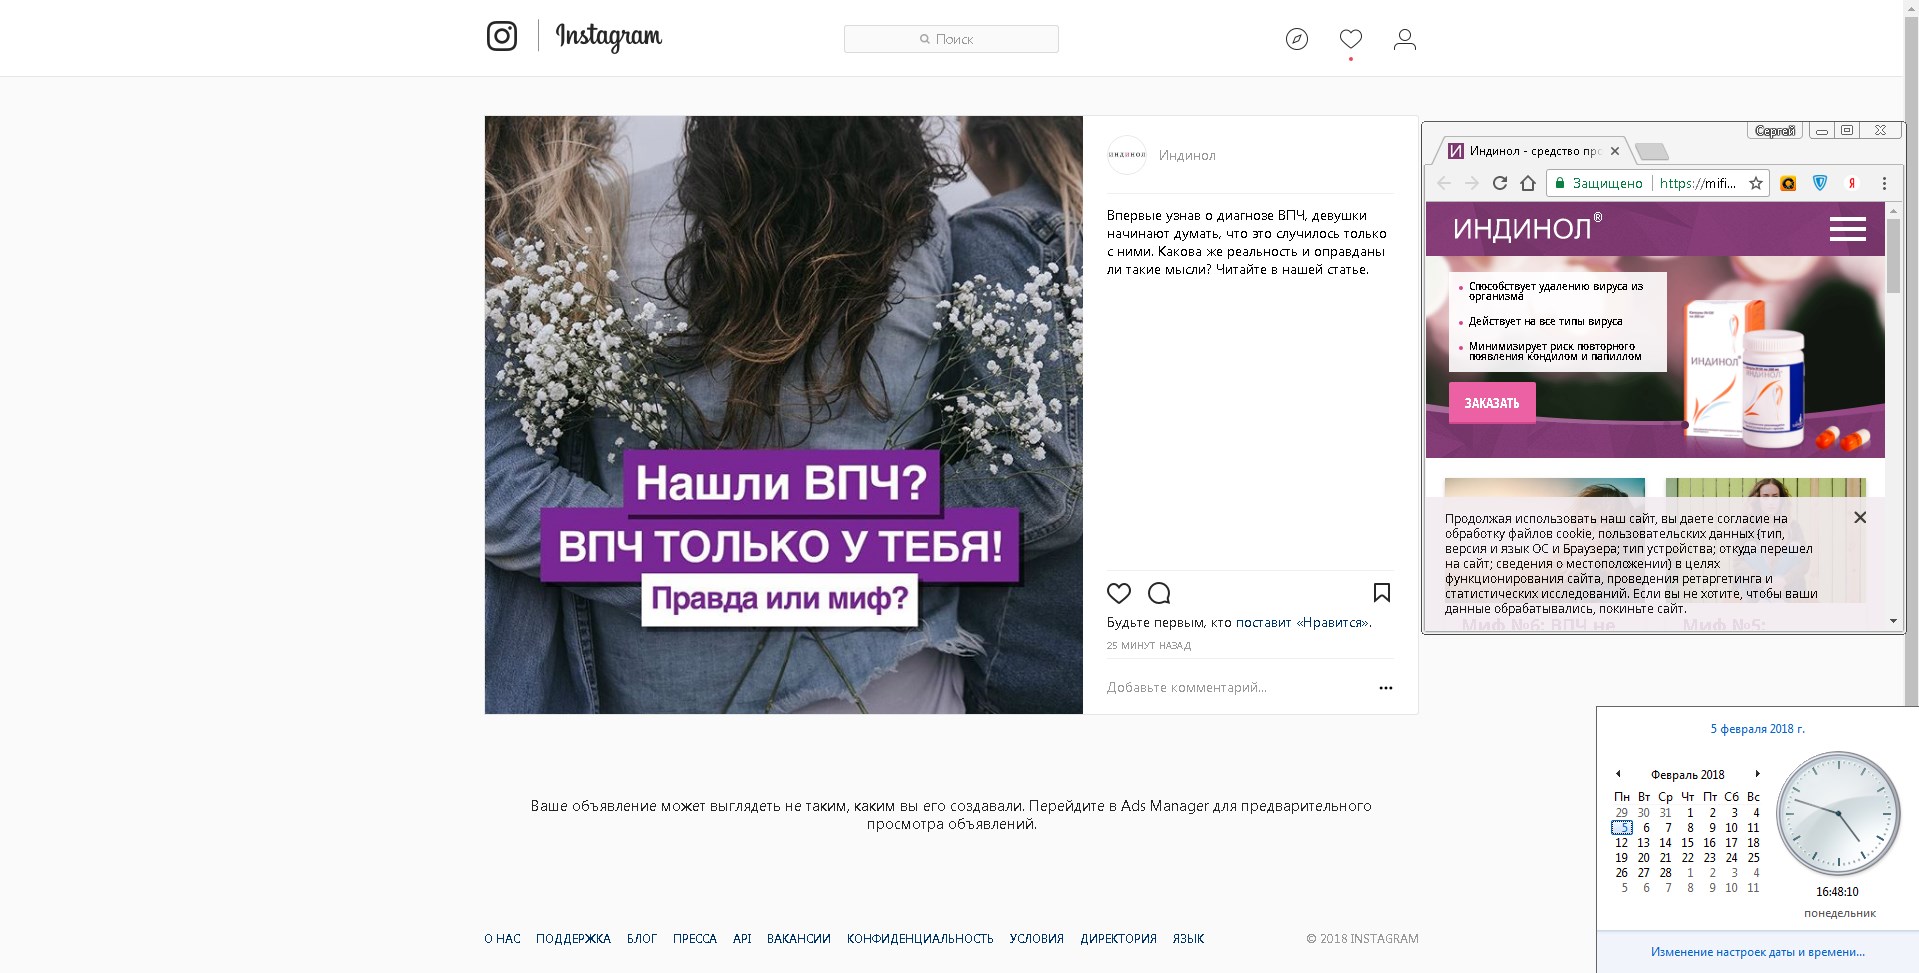 Instagram
Поиск
Нашли ВПЧ?
ВПЧ ТОЛЬКО У ТЕБЯ!
Правда или миф?
индинол
Индинол
Впервые узнав о диагнозе ВПЧ, девушки
начинают думать, что это случилось только
с ними. Какова же реальность и оправданы
ли такие мысли? Читайте в нашей статье.
Будьте первым, кто поставит «Нравится».
25 МИНУТ НАЗАД
Добавьте комментарий...
Ваше объявление может выглядеть не таким, каким вы его создавали. Перейдите в Ads Manager для предварительного
просмотра объявлений.
О НАС ПОДДЕРЖКА БЛОГ ПРЕССА API ВАКАНСИИ КОНФИДЕНЦИАЛЬНОСТЬ УСЛОВИЯ ДИРЕКТОРИЯ ЯЗЫК
© 2018 INSTAGRAM
Сергей
И Индинол - средство про
Защищено https://mifi...
Я
ИНДИНОЛ®
Способствует удалению вируса из
организма
Действует на все типы вируса
Минимизирует риск повторного
появления кондилом и папиллом
ЗАКАЗАТЬ
ИНДИНОЛ
ИНДИНОЛ
Продолжая использовать наш сайт, вы даете согласие на
обработку файлов cookie, пользовательских данных (тип,
версия и язык ОС и Браузера; тип устройства; откуда перешел
на сайт; сведения о местоположении) в целях
функционирования сайта, проведения ретаргетинга и
статистических исследований. Если вы не хотите, чтобы ваши
данные обрабатывались, покиньте сайт.
Миф №6: ВПЧ не
Миф №5:
5 февраля 2018 г.
Февраль 2018
Пн Вт Ср Чт Пт Сб Вс
29 30 31 1 2 3 4
5 6 7 8 9 10 11
12 13 14 15 16 17 18
19 20 21 22 23 24 25
26 27 28 1 2 3 4
5 6 7 8 9 10 11
16:48:10
понедельник
Изменение настроек даты и времени...